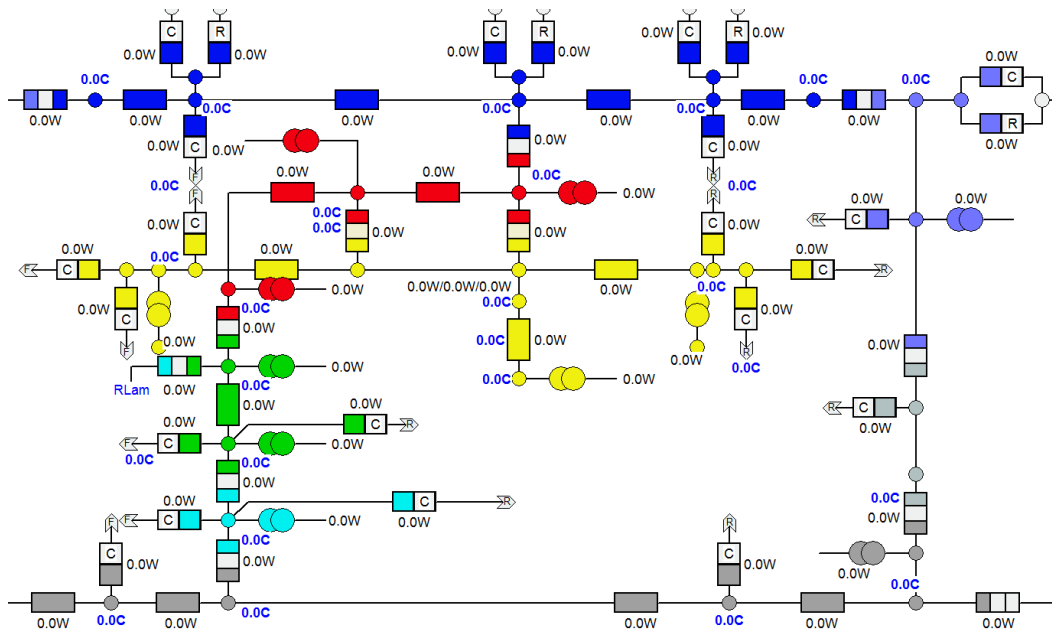 C R C R C R
0.0W 0.0W 0.0W 0.0W 0.0W 0.0W 0.0W
0.0C 0.0C 0.0C C
0.0W 0.0W 0.0C 0.0W 0.0C 0.0W 0.0C 0.0W 0.0W R
0.0W
0.0W C 0.0W 0.0W 0.0W C
0.0C F 0.0C R 0.0C
F 0.0W 0.0W 0.0W R
0.0W C 0.0C 0.0W C 0.0W 0.0W
0.0C R C
0.0W 0.0C 0.0W 0.0W 0.0W 0.0W
0.0W 0.0C 0.0W
F C C R
0.0W/0.0W/0.0W 0.0W 0.0C
0.0W 0.0W
0.0C 0.0C
0.0W C 0.0W C
0.0W 0.0W 0.0C 0.0W
F 0.0W R
0.0W 0.0C
RLam 0.0W 0.0C 0.0C 0.0W
0.0W 0.0W
0.0W C R R C
F C 0.0W 0.0W
0.0C 0.0C
0.0W
0.0W C R 0.0C
F F C 0.0W 0.0W R 0.0W
0.0C
C 0.0W 0.0W C 0.0W
0.0W
0.0C 0.0C 0.0C 0.0C
0.0W 0.0W 0.0W 0.0W 0.0W